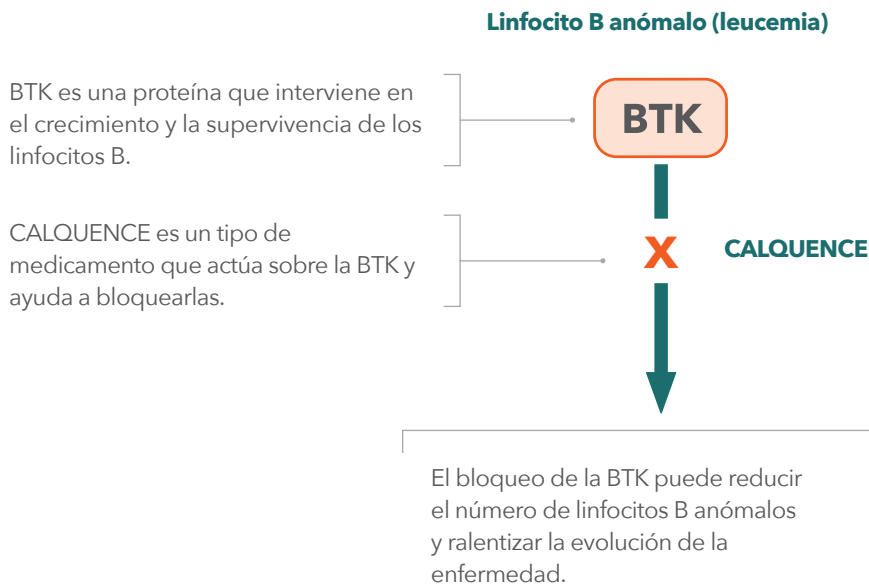 Linfocito B anómalo (leucemia)
BTK es una proteína que interviene en
el crecimiento y la supervivencia de los
linfocitos B.
BTK
CALQUENCE es un tipo de
medicamento que actúa sobre la BTK y
ayuda a bloquearlas.
X
CALQUENCE
El bloqueo de la BTK puede reducir
el número de linfocitos B anómalos
y ralentizar la evolución de la
enfermedad.